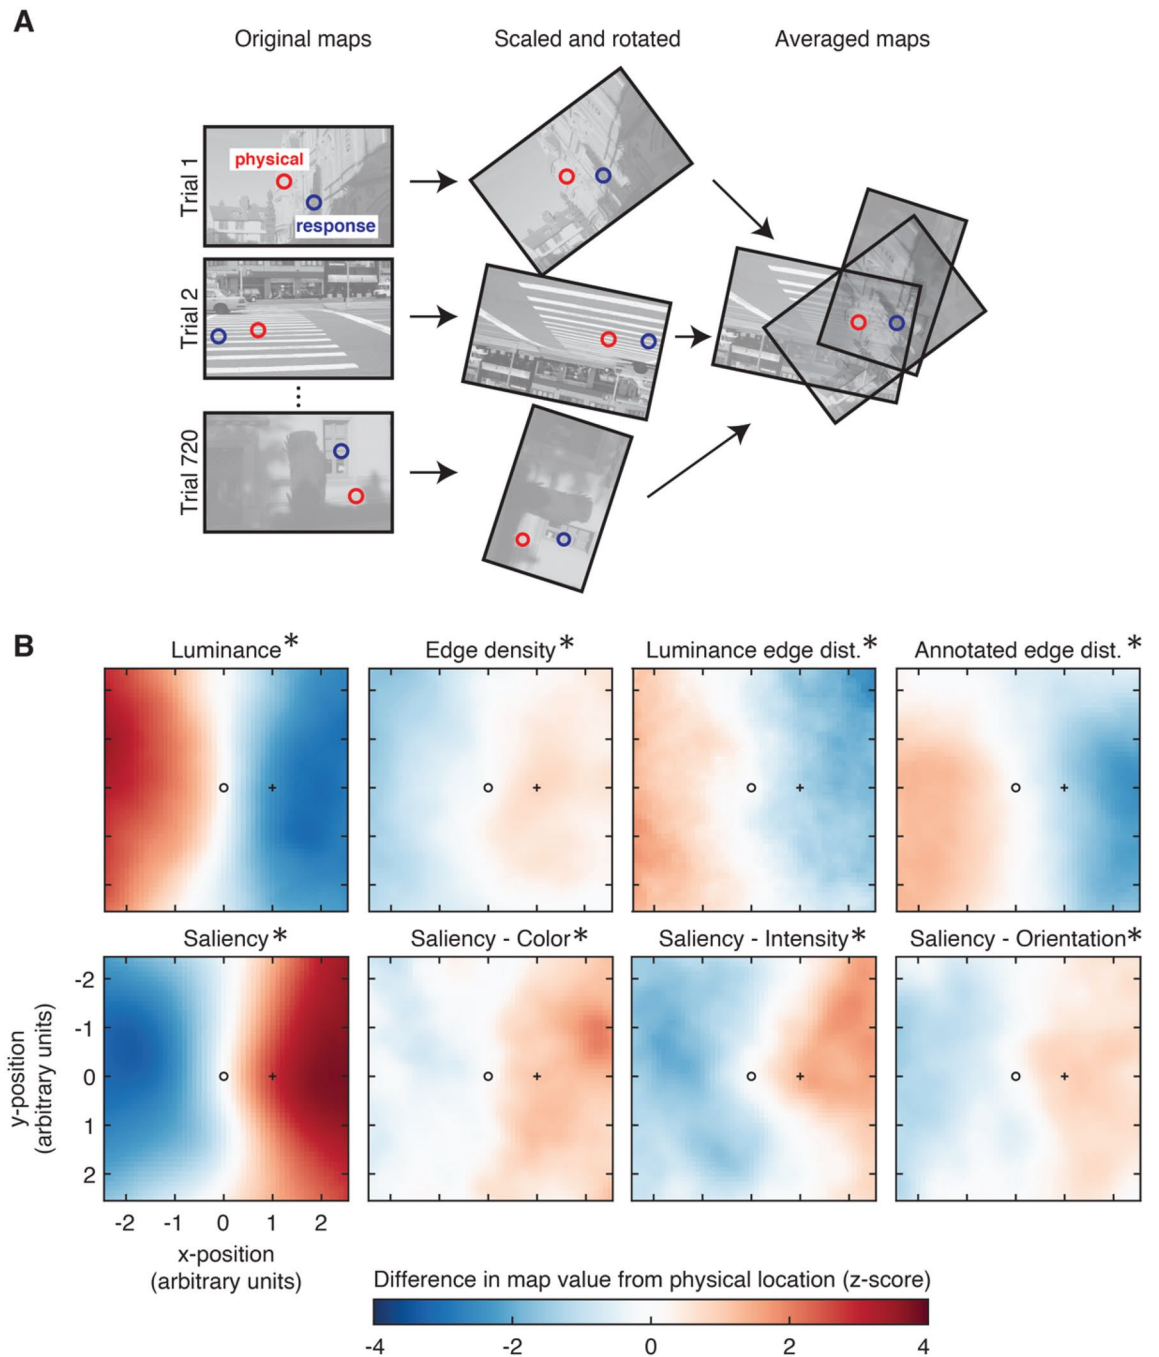 A
Original maps
Scaled and rotated
Averaged maps
Trial 1
physical
response
Trial 2
Trial 720
B
Luminance*
Edge density*
Luminance edge dist.*
Annotated edge dist.*
Saliency*
Saliency - Color*
Saliency - Intensity*
Saliency - Orientation*
y-position
(arbitrary units)
-2
-1
0
1
2
-2 -1 0 1 2
x-position
(arbitrary units)
Difference in map value from physical location (z-score)
-4 -2 0 2 4